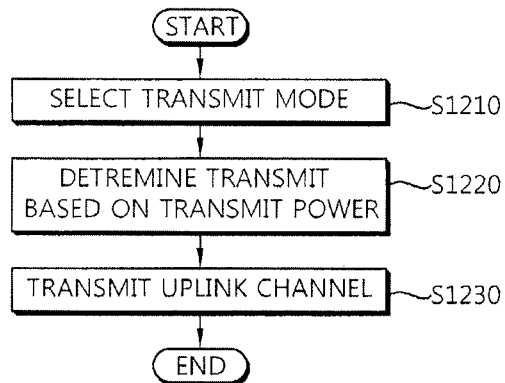 START
SELECT TRANSMIT MODE
S1210
DETREMINE TRANSMIT
BASED ON TRANSMIT POWER
S1220
TRANSMIT UPLINK CHANNEL
S1230
END